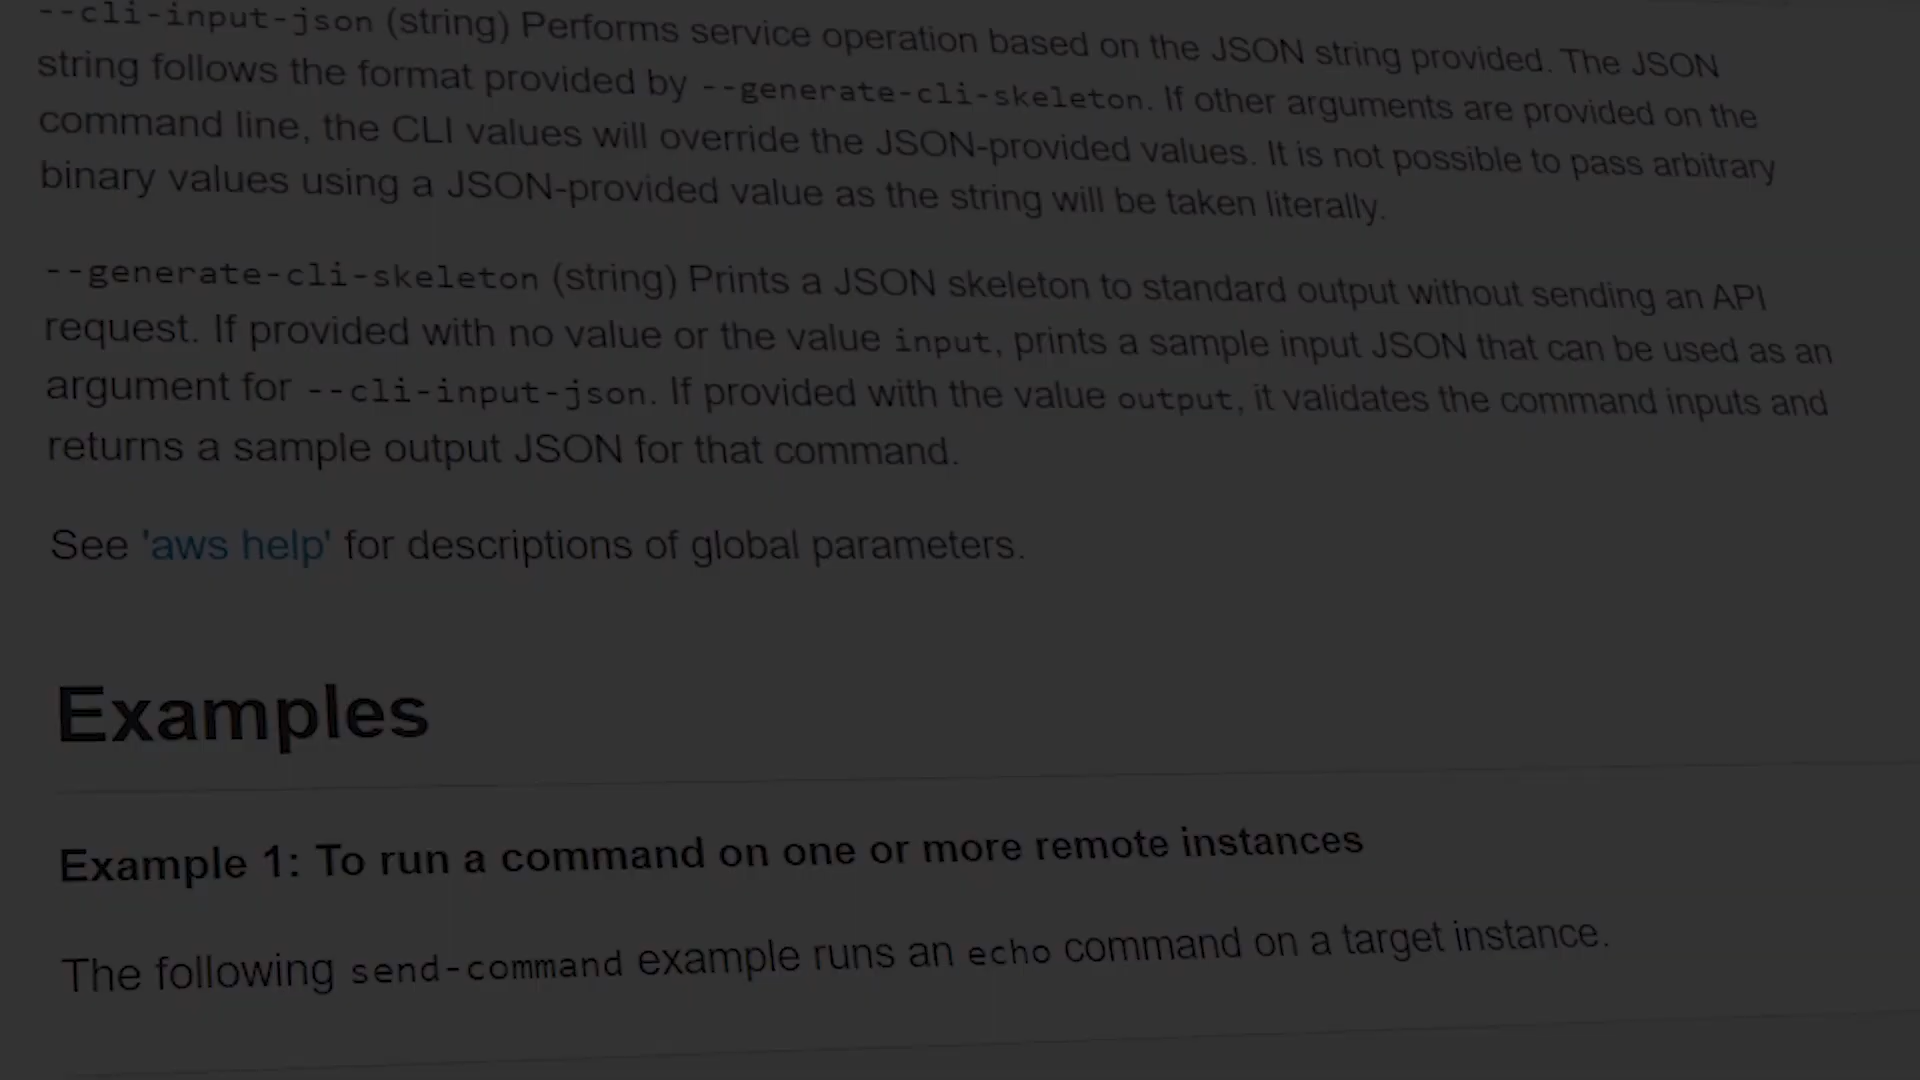 --cli-input-json (string) Performs service operation based on the JSON string provided. The JSON
string follows the format provided by --generate-cli-skeleton. If other arguments are provided on the
command line, the CLI values will override the JSON-provided values. It is not possible to pass arbitrary
binary values using a JSON-provided value as the string will be taken literally.
--generate-cli-skeleton (string) Prints a JSON skeleton to standard output without sending an API
request. If provided with no value or the value input, prints a sample input JSON that can be used as an
argument for --cli-input-json. If provided with the value output, it validates the command inputs and
returns a sample output JSON for that command.
See 'aws help' for descriptions of global parameters.
Examples
Example 1: To run a command on one or more remote instances
The following send-command example runs an echo command on a target instance.